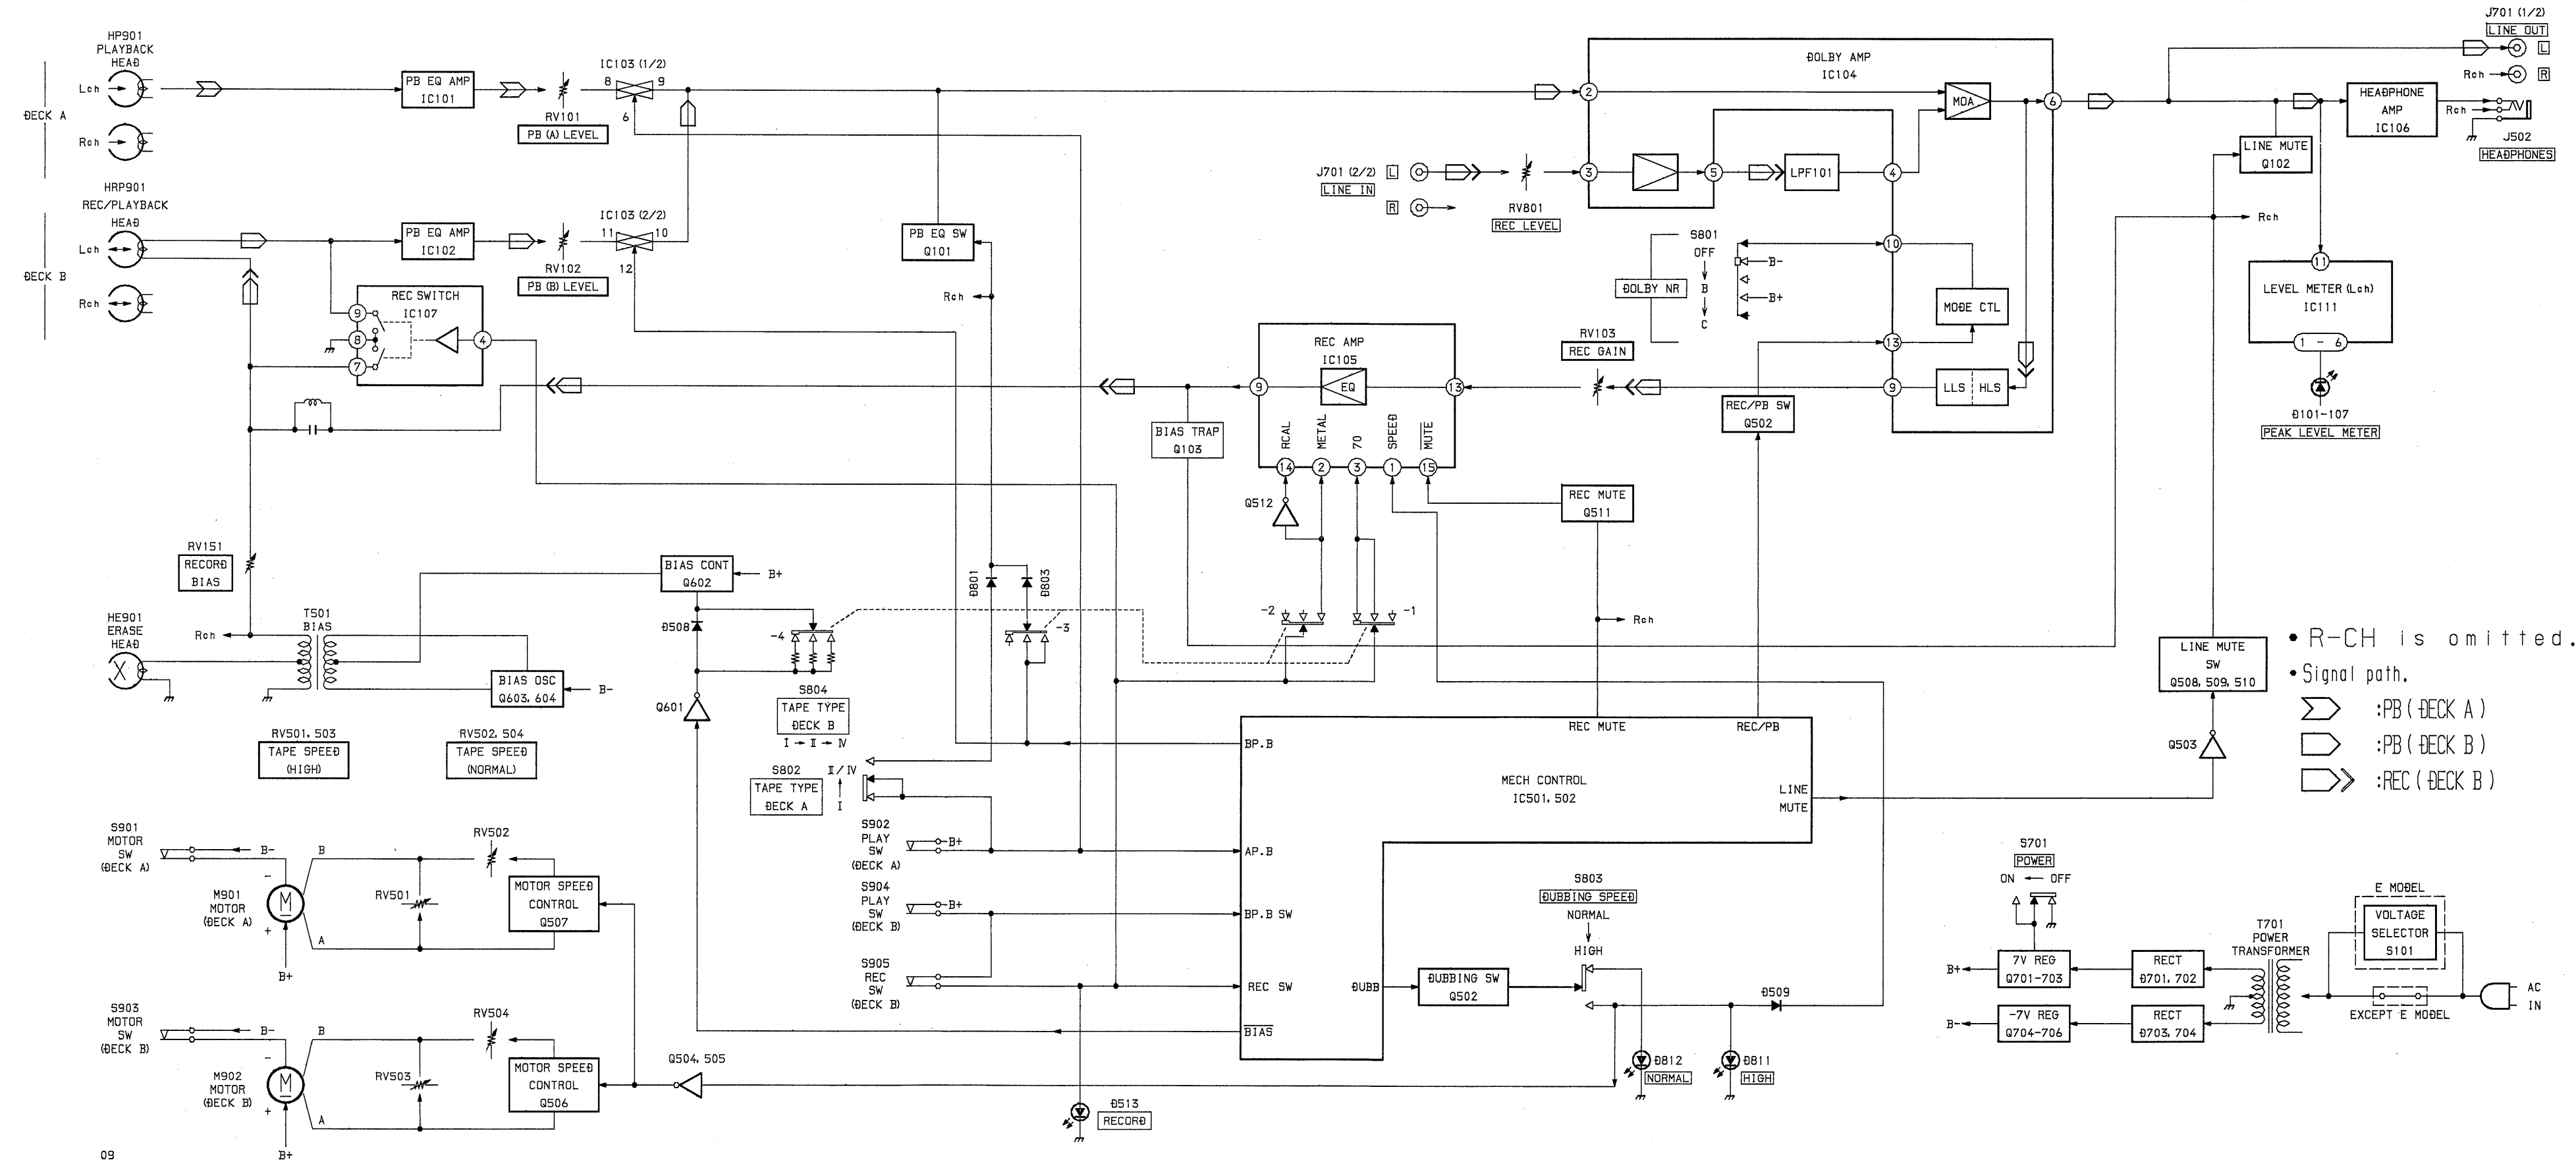 HP901
PLAYBACK
HEAD
Lch
DECK A
Rch
PB EQ AMP
IC101
RV101
PB (A) LEVEL
IC103 (1/2)
8
9
6
HRP901
REC/PLAYBACK
HEAD
Lch
DECK B
Rch
PB EQ AMP
IC102
RV102
PB (B) LEVEL
IC103 (2/2)
11
10
12
REC SWITCH
IC107
9
8
7
4
PB EQ SW
Q101
Rch
DOLBY AMP
IC104
2
MOA
6
3
5
LPF101
4
J701 (2/2)
L
LINE IN
R
RV801
REC LEVEL
S801
OFF
B
C
DOLBY NR
B-
B+
10
MODE CTL
13
9
LLS
HLS
J701 (1/2)
LINE OUT
L
Rch
R
HEADPHONE
AMP
IC106
Rch
J502
HEADPHONES
LINE MUTE
Q102
Rch
11
LEVEL METER (Lch)
IC111
1 - 6
D101-107
PEAK LEVEL METER
RV103
REC GAIN
REC/PB SW
Q502
REC AMP
IC105
9
EQ
13
RCAL
METAL
70
SPEED
MUTE
14
2
3
1
15
BIAS TRAP
Q103
Q512
REC MUTE
Q511
-2
-1
Rch
RV151
RECORD
BIAS
HE901
ERASE
HEAD
Rch
T501
BIAS
BIAS CONT
Q602
B+
D508
-4
D801
D803
-3
BIAS OSC
Q603, 604
B-
Q601
S804
TAPE TYPE
DECK B
I → II → IV
RV501, 503
TAPE SPEED
(HIGH)
RV502, 504
TAPE SPEED
(NORMAL)
S802
TAPE TYPE
DECK A
II/IV
I
BP.B
REC MUTE
REC/PB
MECH CONTROL
IC501, 502
LINE
MUTE
LINE MUTE
SW
Q508, 509, 510
Q503
• R-CH is omitted.
• Signal path.
:PB (DECK A)
:PB (DECK B)
:REC (DECK B)
S901
MOTOR
SW
(DECK A)
B-
B
RV502
M901
MOTOR
(DECK A)
-
M
+
RV501
MOTOR SPEED
CONTROL
Q507
A
B+
S902
PLAY
SW
(DECK A)
B+
AP.B
S904
PLAY
SW
(DECK B)
B+
BP.B SW
S905
REC
SW
(DECK B)
REC SW
BIAS
DUBB
DUBBING SW
Q502
S803
DUBBING SPEED
NORMAL
HIGH
D509
D812
NORMAL
D811
HIGH
S903
MOTOR
SW
(DECK B)
B-
B
RV504
M902
MOTOR
(DECK B)
-
M
+
RV503
MOTOR SPEED
CONTROL
Q506
A
B+
Q504, 505
D513
RECORD
S701
POWER
ON ← OFF
7V REG
Q701-703
B+
RECT
D701, 702
-7V REG
Q704-706
B-
RECT
D703, 704
T701
POWER
TRANSFORMER
E MODEL
VOLTAGE
SELECTOR
S101
EXCEPT E MODEL
AC
IN
09